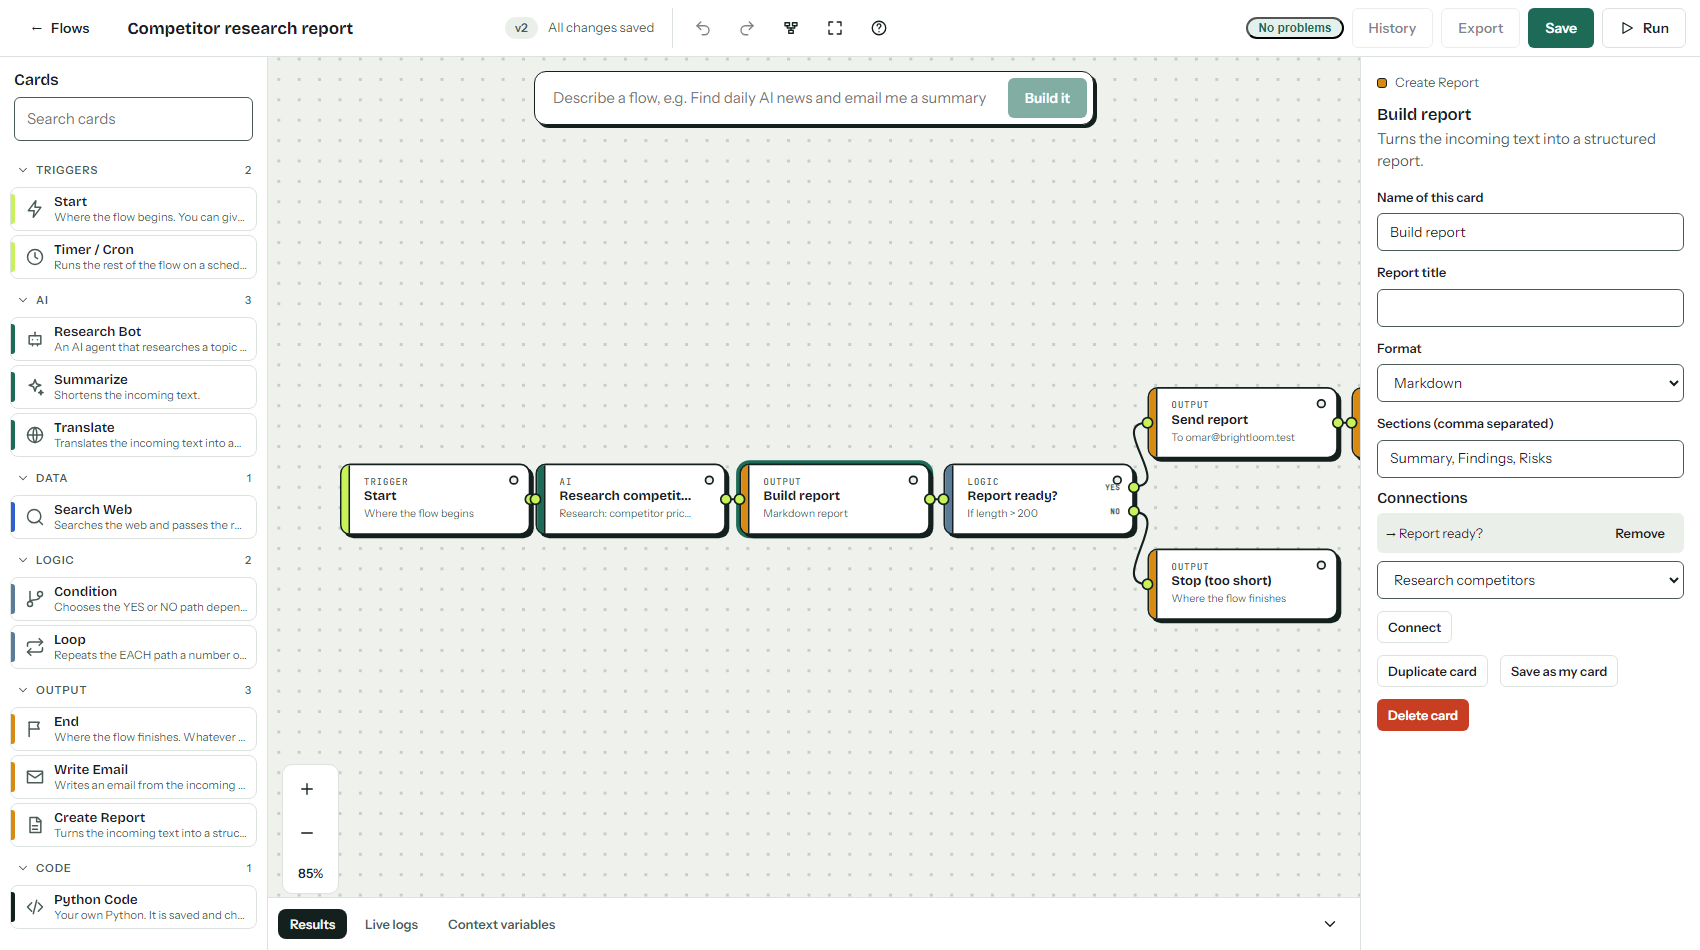 ← Flows
Competitor research report
v2
All changes saved
No problems
History
Export
Save
Run
Cards
Search cards
TRIGGERS 2
Start
Where the flow begins. You can giv...
Timer / Cron
Runs the rest of the flow on a sched...
AI 3
Research Bot
An AI agent that researches a topic ...
Summarize
Shortens the incoming text.
Translate
Translates the incoming text into a...
DATA 1
Search Web
Searches the web and passes the r...
LOGIC 2
Condition
Chooses the YES or NO path depen...
Loop
Repeats the EACH path a number o...
OUTPUT 3
End
Where the flow finishes. Whatever ...
Write Email
Writes an email from the incoming ...
Create Report
Turns the incoming text into a struc...
CODE 1
Python Code
Your own Python. It is saved and ch...
Describe a flow, e.g. Find daily AI news and email me a summary
Build it
TRIGGER
Start
Where the flow begins
AI
Research competit...
Research: competitor pric...
OUTPUT
Build report
Markdown report
LOGIC
Report ready?
If length > 200
YES
NO
OUTPUT
Send report
To omar@brightloom.test
OUTPUT
Stop (too short)
Where the flow finishes
85%
Results
Live logs
Context variables
Create Report
Build report
Turns the incoming text into a structured
report.
Name of this card
Build report
Report title
Format
Markdown
Sections (comma separated)
Summary, Findings, Risks
Connections
→ Report ready?
Remove
Research competitors
Connect
Duplicate card
Save as my card
Delete card